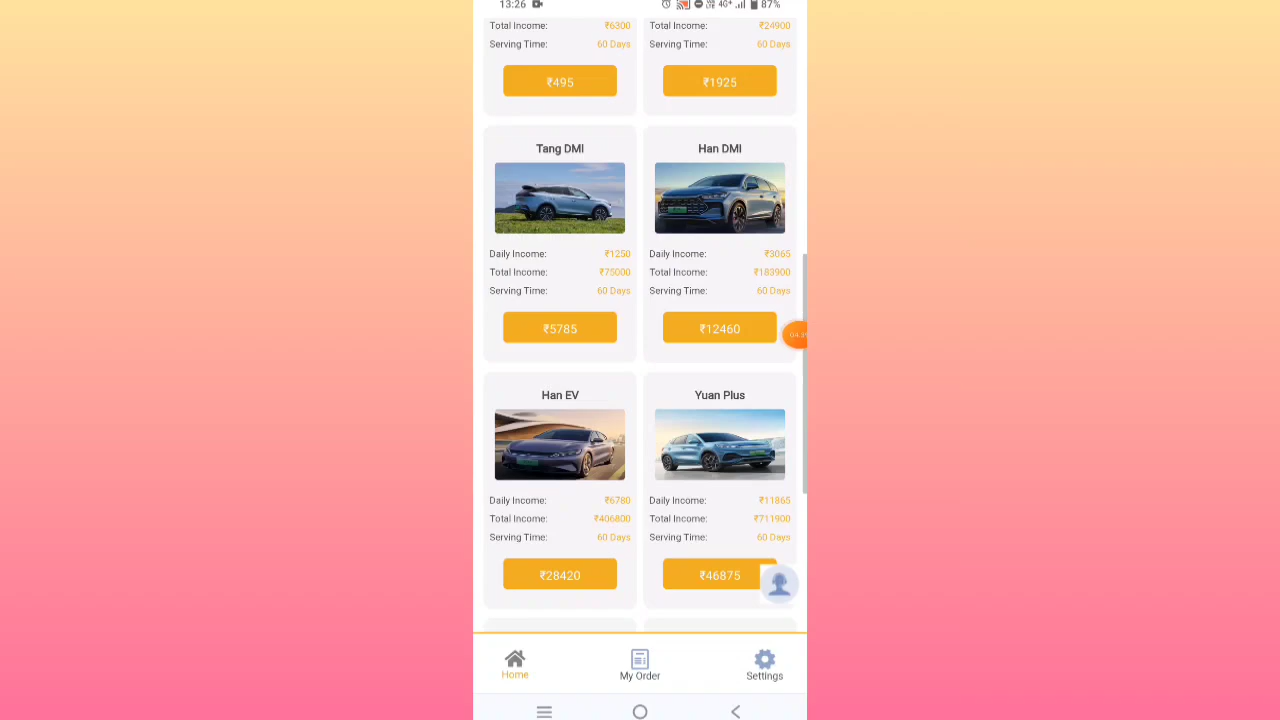 13:26 4G+ 87%
Total Income: ₹6300 Total Income: ₹24900
Serving Time: 60 Days Serving Time: 60 Days
₹495 ₹1925
Tang DMI Han DMI
Daily Income: ₹1250 Daily Income: ₹3065
Total Income: ₹75000 Total Income: ₹183900
Serving Time: 60 Days Serving Time: 60 Days
₹5785 ₹12460
Han EV Yuan Plus
Daily Income: ₹6780 Daily Income: ₹11865
Total Income: ₹406800 Total Income: ₹711900
Serving Time: 60 Days Serving Time: 60 Days
₹28420 ₹46875
Home My Order Settings